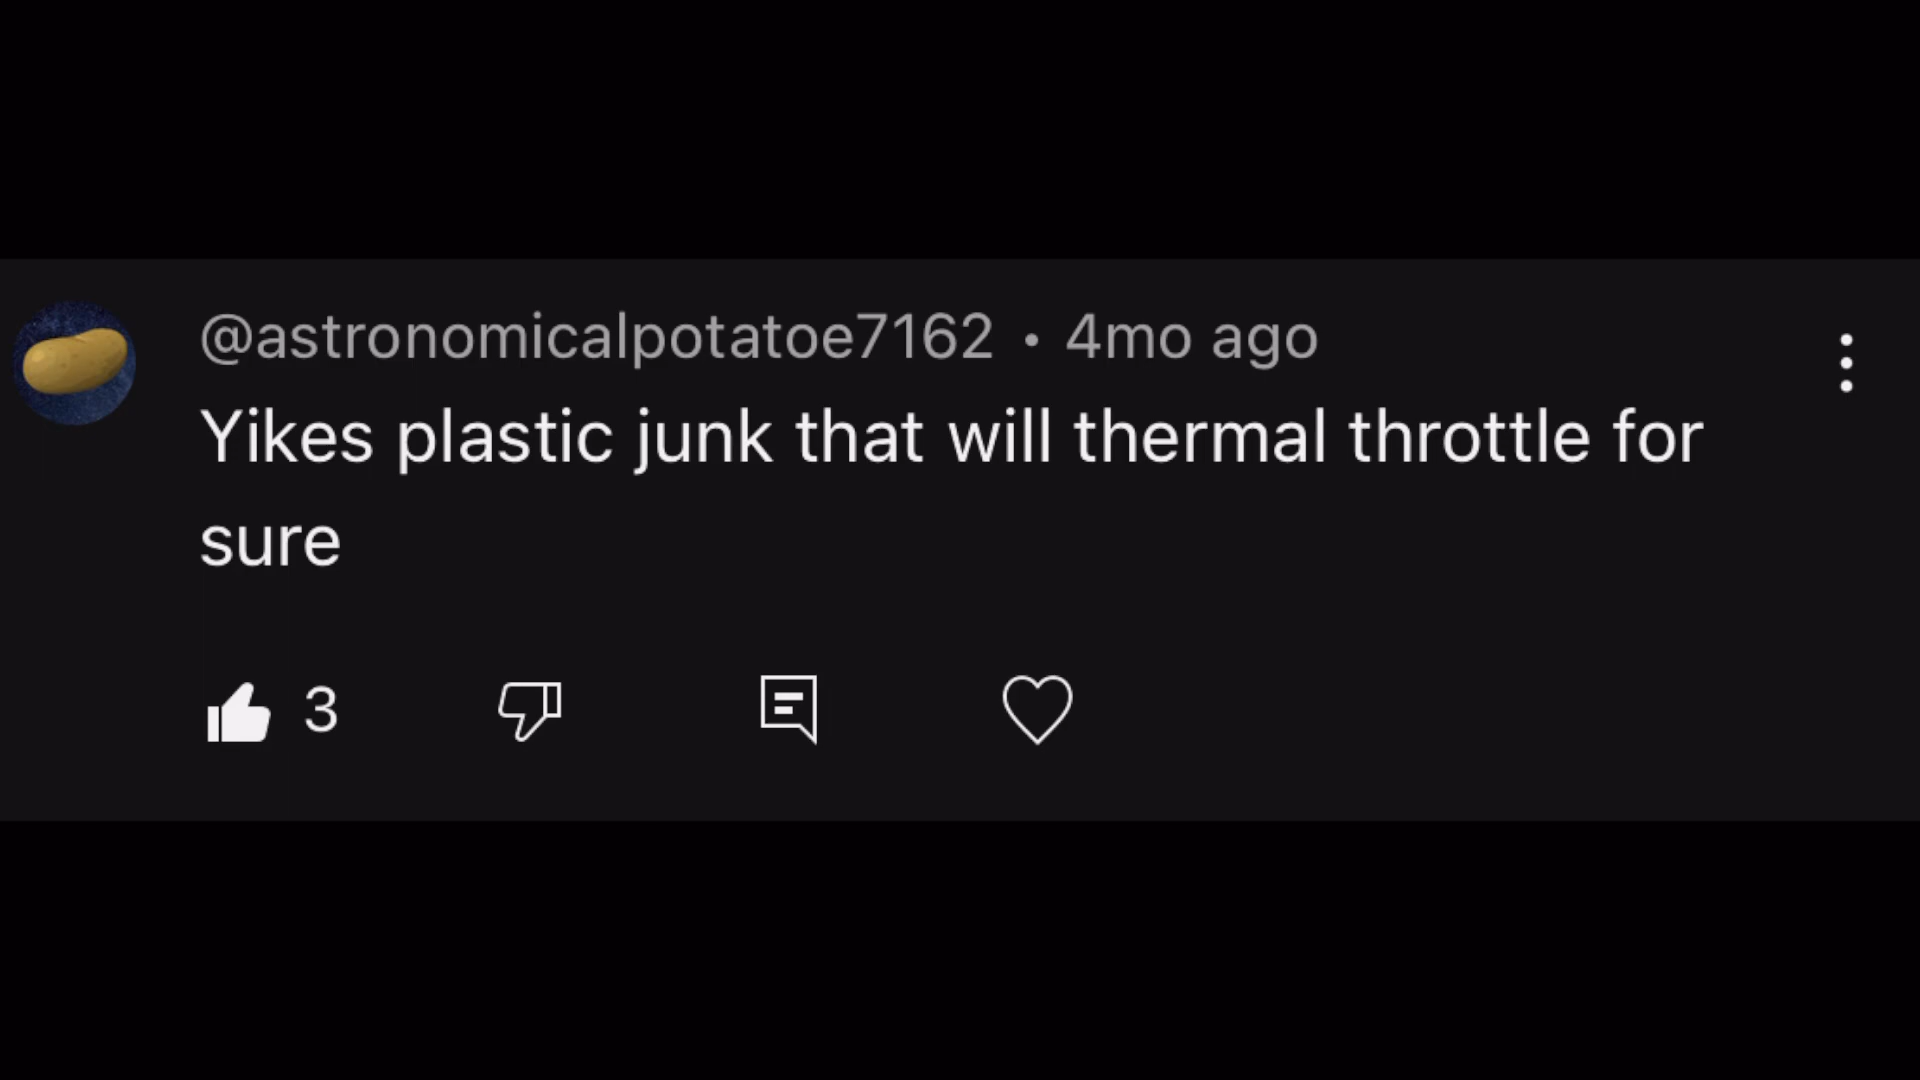 @astronomicalpotatoe7162 • 4mo ago
Yikes plastic junk that will thermal throttle for
sure
3